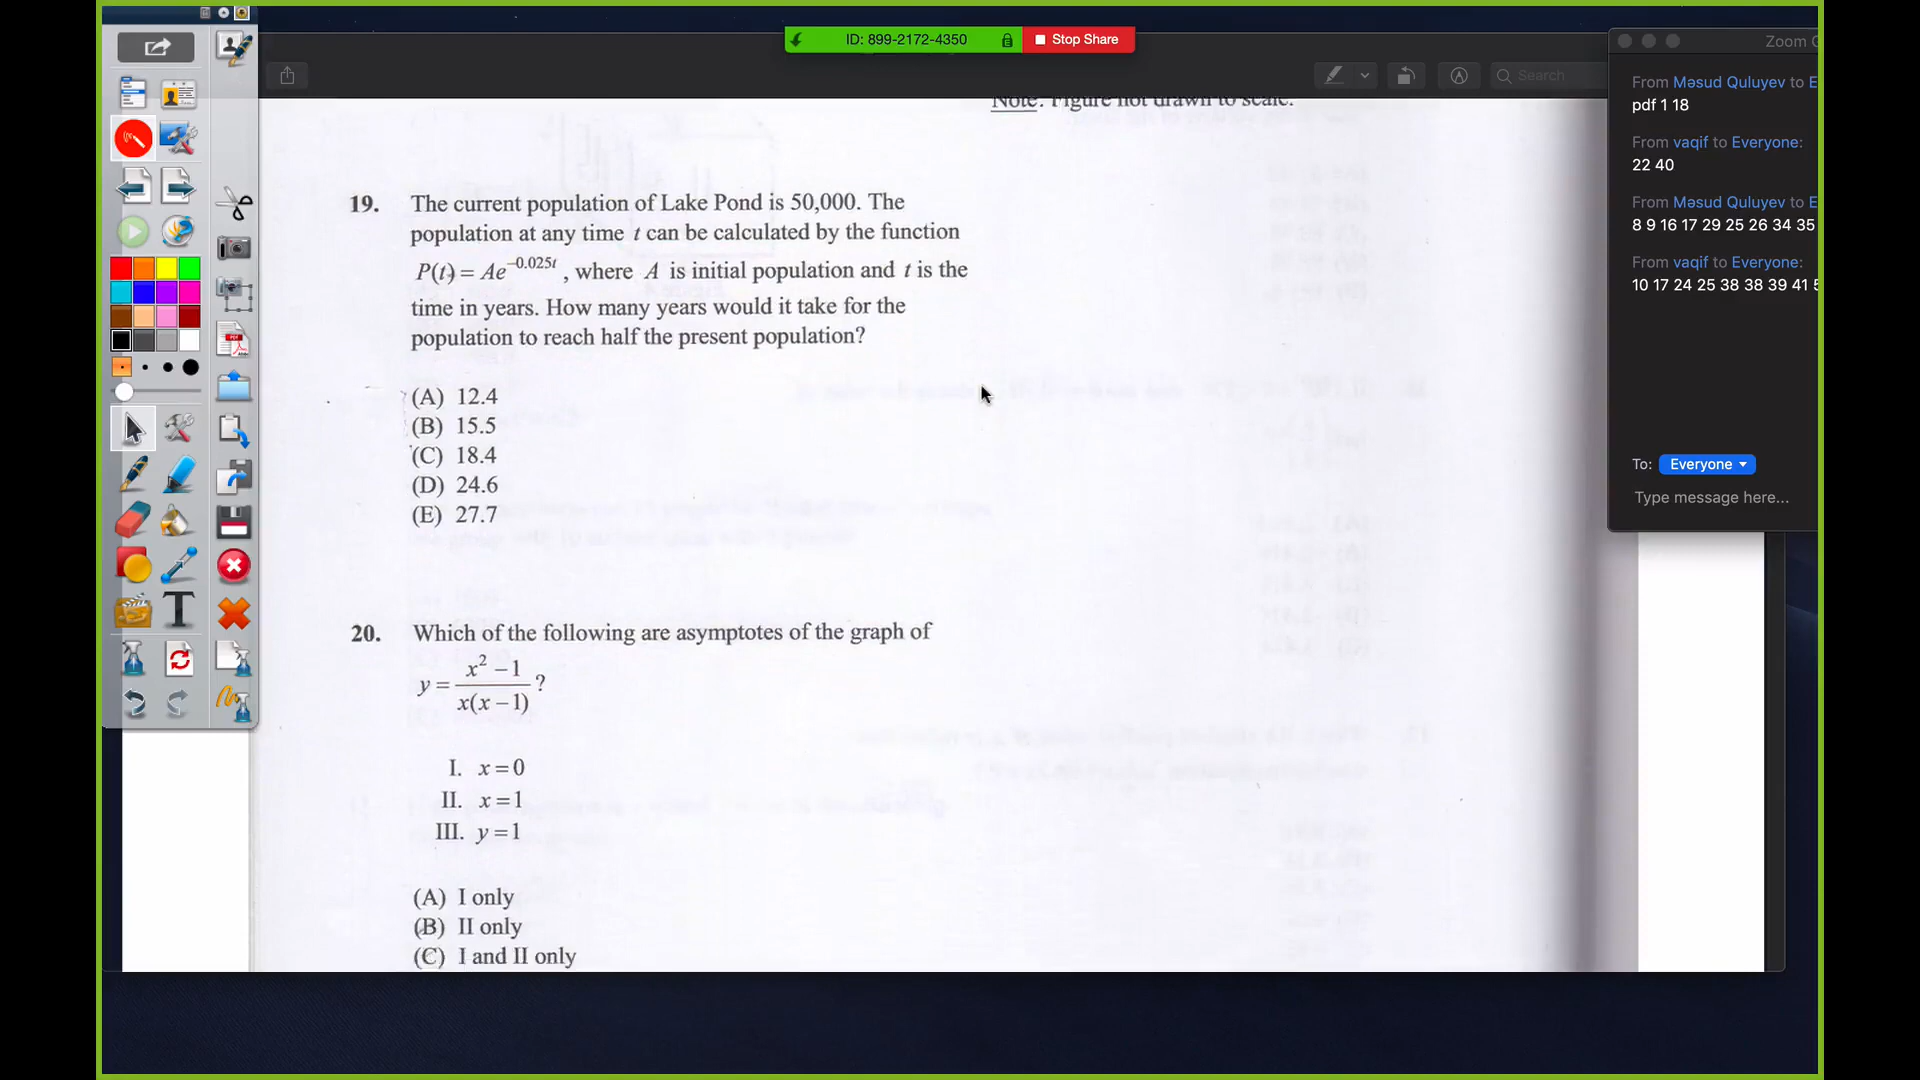 ID: 899-2172-4350
Stop Share
Search
Zoom G
Note: Figure not drawn to scale.
19. The current population of Lake Pond is 50,000. The
population at any time t can be calculated by the function
P(t) = Ae^-0.025t , where A is initial population and t is the
time in years. How many years would it take for the
population to reach half the present population?
(A) 12.4
(B) 15.5
(C) 18.4
(D) 24.6
(E) 27.7
20. Which of the following are asymptotes of the graph of
y = x² − 1 / x(x − 1) ?
I. x = 0
II. x = 1
III. y = 1
(A) I only
(B) II only
(C) I and II only
From Məsud Quluyev to E
pdf 1 18
From vaqif to Everyone:
22 40
From Məsud Quluyev to E
8 9 16 17 29 25 26 34 35
From vaqif to Everyone:
10 17 24 25 38 38 39 41 5
To: Everyone
Type message here...
T